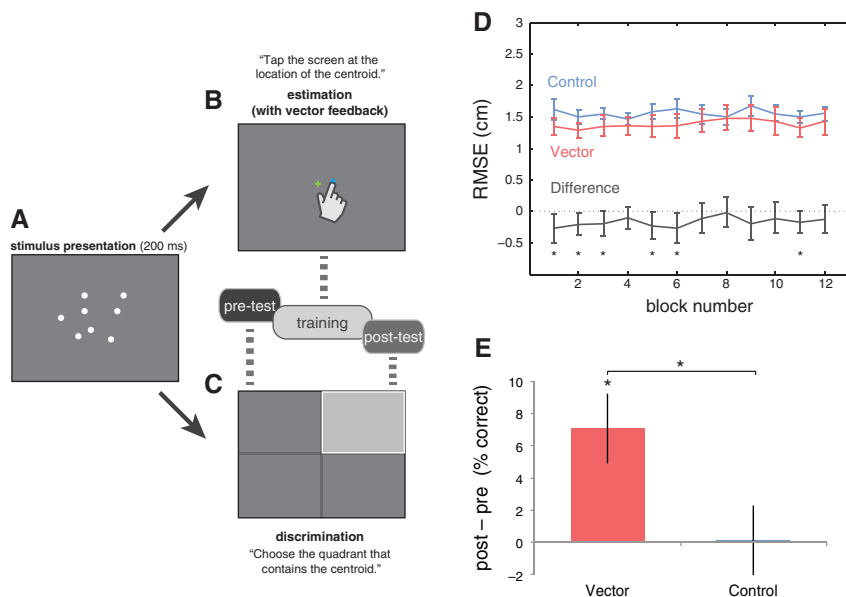 A
stimulus presentation (200 ms)
“Tap the screen at the
location of the centroid.”
B
estimation
(with vector feedback)
pre-test
training
post-test
C
discrimination
“Choose the quadrant that
contains the centroid.”
D
3
2.5
2
1.5
1
0.5
0
−0.5
RMSE (cm)
Control
Vector
Difference
* * * * * *
2 4 6 8 10 12
block number
E
*
*
10
8
6
4
2
0
−2
post – pre (% correct)
Vector Control